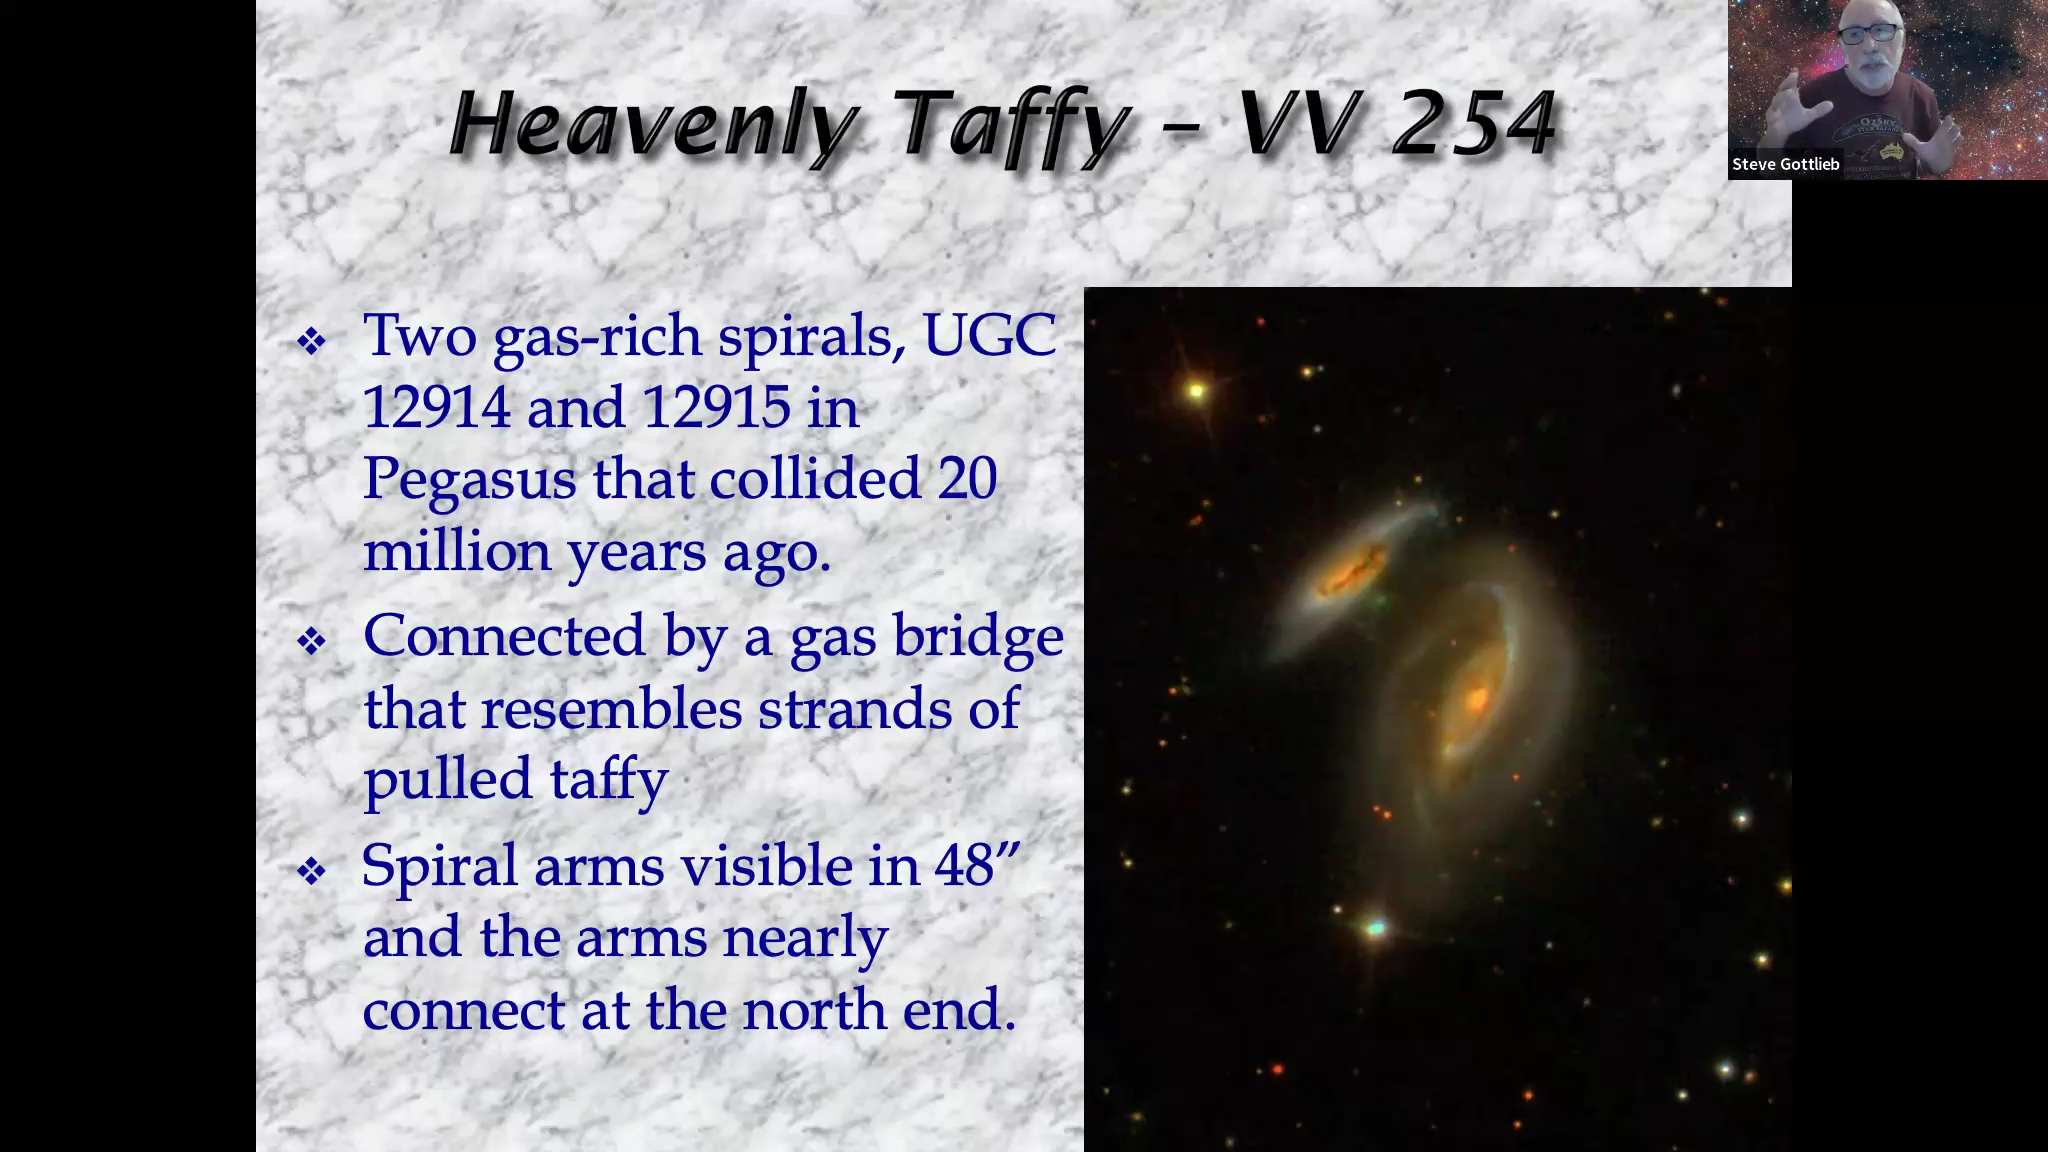 Heavenly Taffy – VV 254
Steve Gottlieb
OzSky
❖ Two gas-rich spirals, UGC
12914 and 12915 in
Pegasus that collided 20
million years ago.
❖ Connected by a gas bridge
that resembles strands of
pulled taffy
❖ Spiral arms visible in 48”
and the arms nearly
connect at the north end.